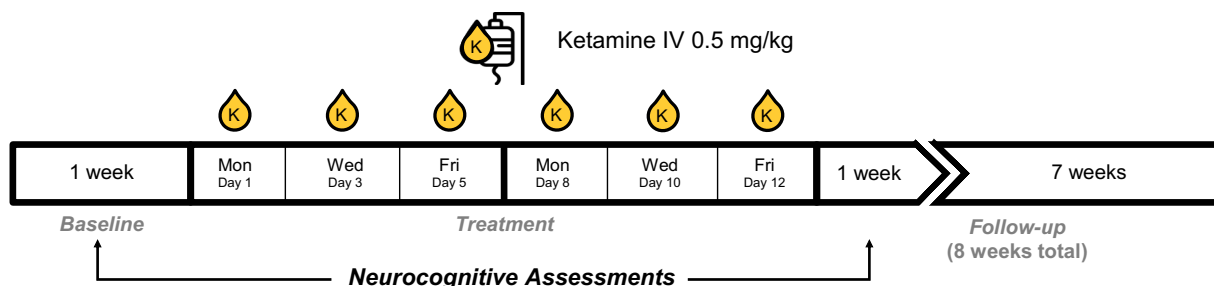 Ketamine IV 0.5 mg/kg
K
K K K K K K
1 week Mon Wed Fri Mon Wed Fri 1 week 7 weeks
Day 1 Day 3 Day 5 Day 8 Day 10 Day 12
Baseline Treatment Follow-up
(8 weeks total)
Neurocognitive Assessments